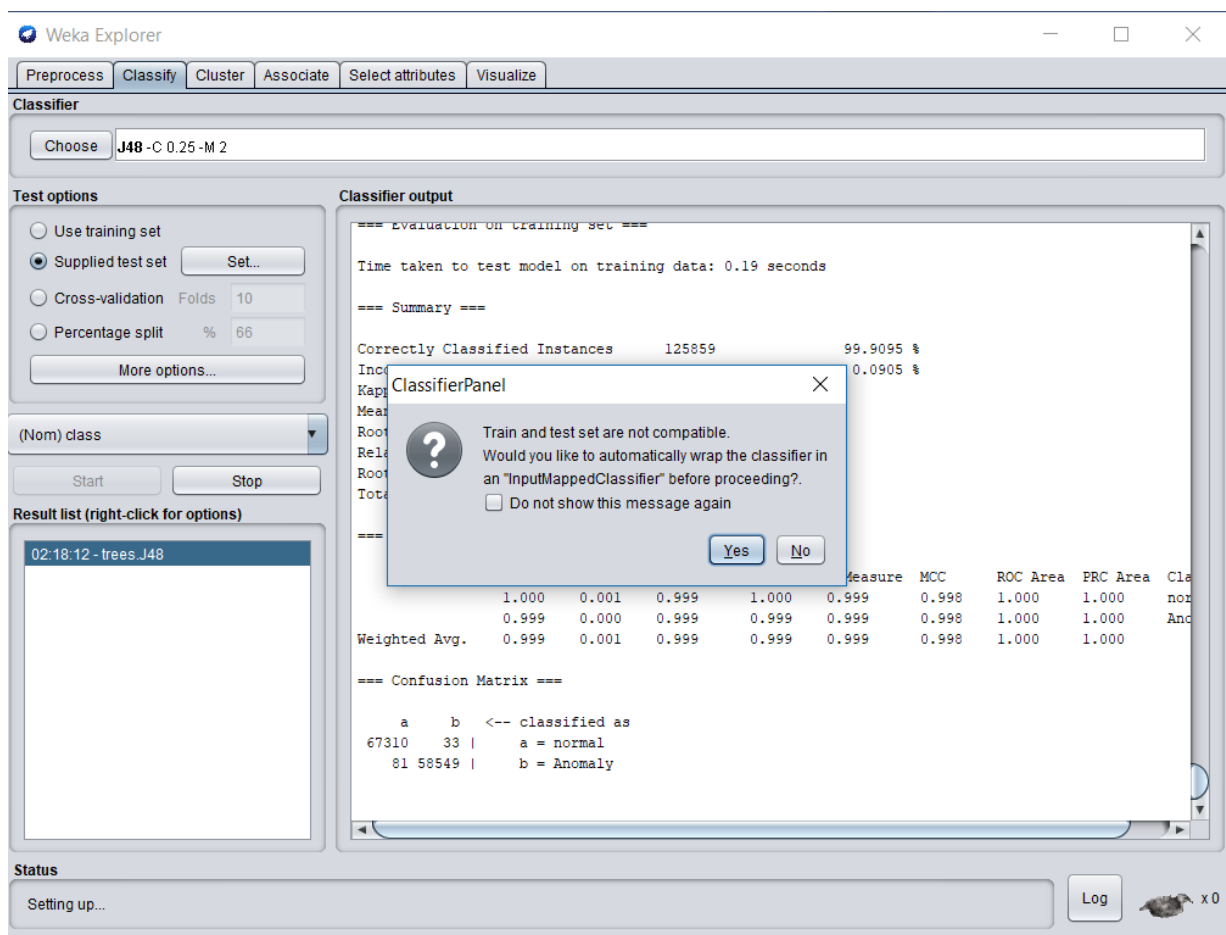 Weka Explorer
Preprocess Classify Cluster Associate Select attributes Visualize
Classifier
Choose J48 -C 0.25 -M 2
Test options
Use training set
Supplied test set Set...
Cross-validation Folds 10
Percentage split % 66
More options...
(Nom) class
Start Stop
Result list (right-click for options)
02:18:12 - trees.J48
Classifier output
=== Evaluation on training set ===
Time taken to test model on training data: 0.19 seconds
=== Summary ===
Correctly Classified Instances 125859 99.9095 %
0.0905 %
ClassifierPanel
Train and test set are not compatible.
Would you like to automatically wrap the classifier in
an "InputMappedClassifier" before proceeding?.
Do not show this message again
Yes No
===
Measure MCC ROC Area PRC Area Cla
1.000 0.001 0.999 1.000 0.999 0.998 1.000 1.000 nor
0.999 0.000 0.999 0.999 0.999 0.998 1.000 1.000 Ano
Weighted Avg. 0.999 0.001 0.999 0.999 0.999 0.998 1.000 1.000
=== Confusion Matrix ===
a b <-- classified as
67310 33 | a = normal
81 58549 | b = Anomaly
Status
Setting up...
Log x 0